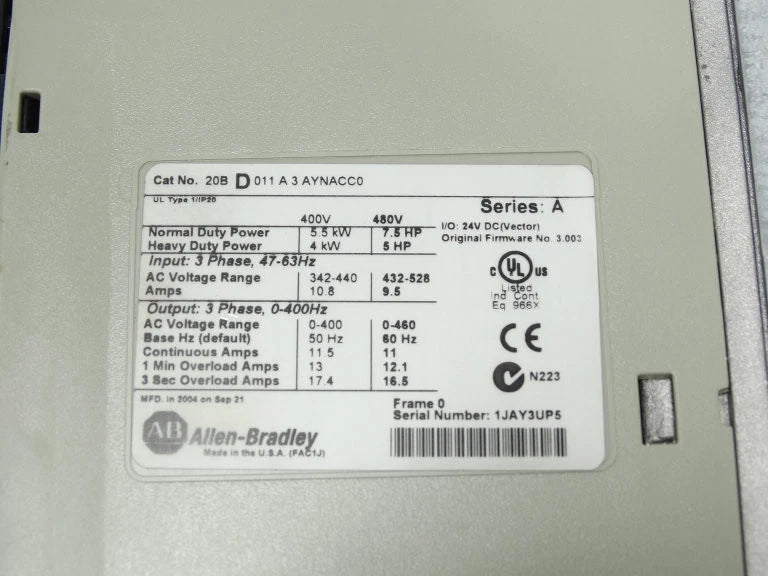 Cat No. 20B D 011 A 3 AYNACC0
UL Type 1/IP20
Series: A
400V 480V
I/O: 24V DC(Vector)
Original Firmware No. 3.003
Normal Duty Power 5.5 kW 7.5 HP
Heavy Duty Power 4 kW 5 HP
Input: 3 Phase, 47-63Hz
AC Voltage Range 342-440 432-528
Amps 10.8 9.5
Output: 3 Phase, 0-400Hz
AC Voltage Range 0-400 0-460
Base Hz (default) 50 Hz 60 Hz
Continuous Amps 11.5 11
1 Min Overload Amps 13 12.1
3 Sec Overload Amps 17.4 16.5
C UL US
Listed
Ind Cont
Eq 966X
CE
N223
MFD. in 2004 on Sep 21
Frame 0
Serial Number: 1JAY3UP5
AB Allen-Bradley
Made in the U.S.A. (FAC1J)